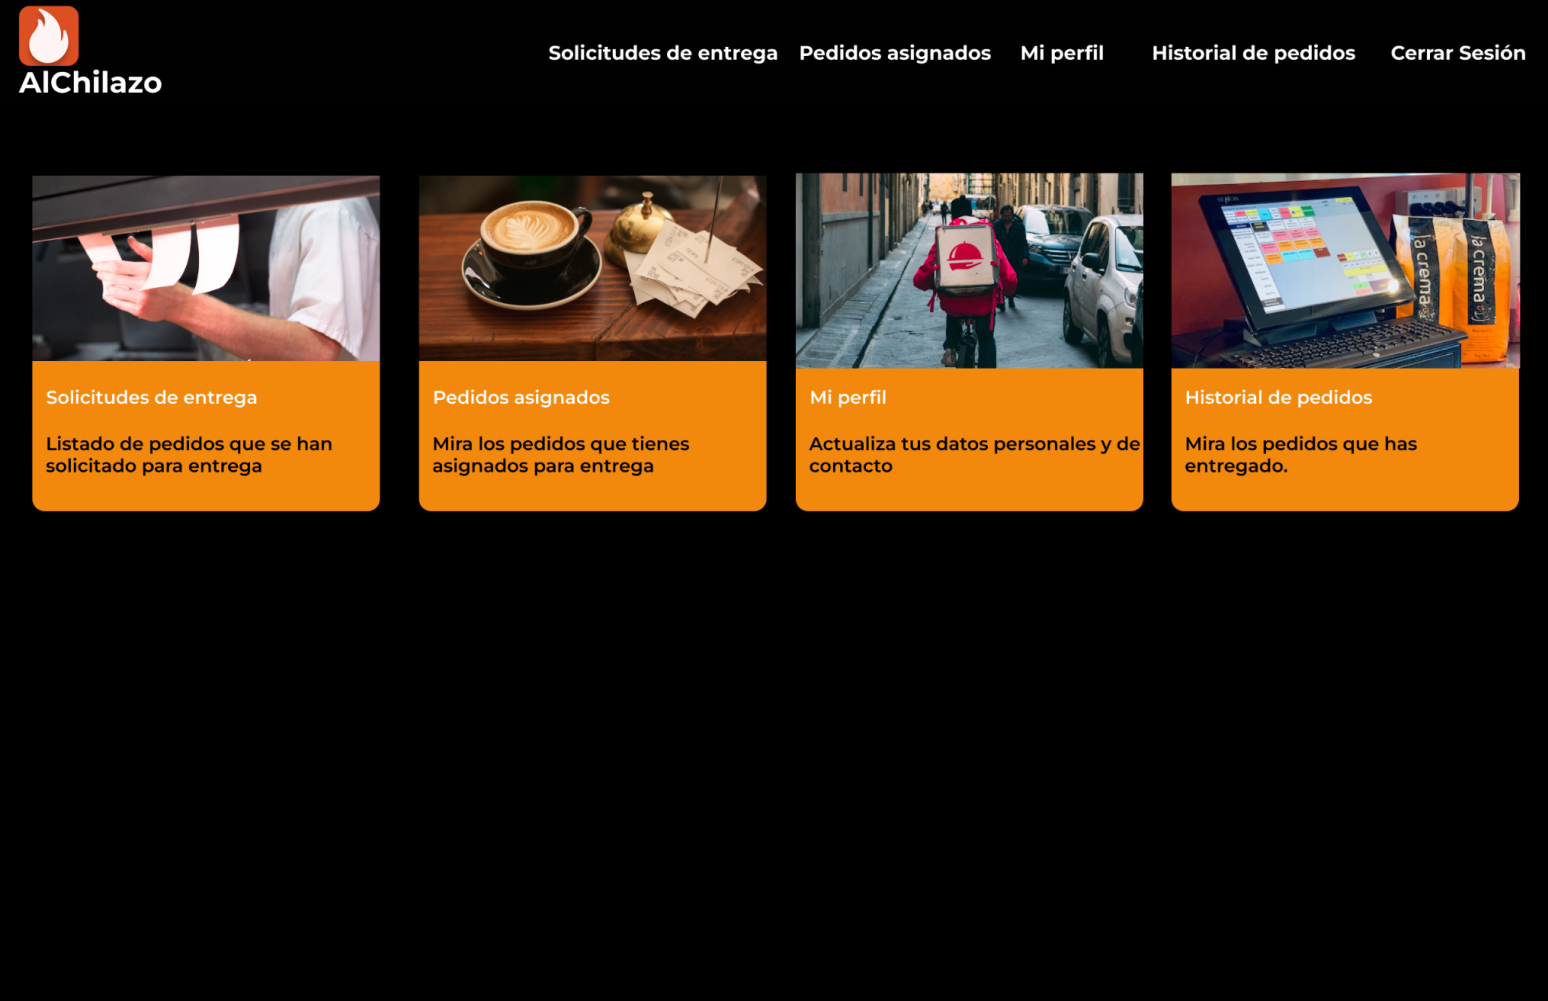 AlChilazo
Solicitudes de entrega
Pedidos asignados
Mi perfil
Historial de pedidos
Cerrar Sesión
la crema
la crema
Solicitudes de entrega
Listado de pedidos que se han
solicitado para entrega
Pedidos asignados
Mira los pedidos que tienes
asignados para entrega
Mi perfil
Actualiza tus datos personales y de
contacto
Historial de pedidos
Mira los pedidos que has
entregado.